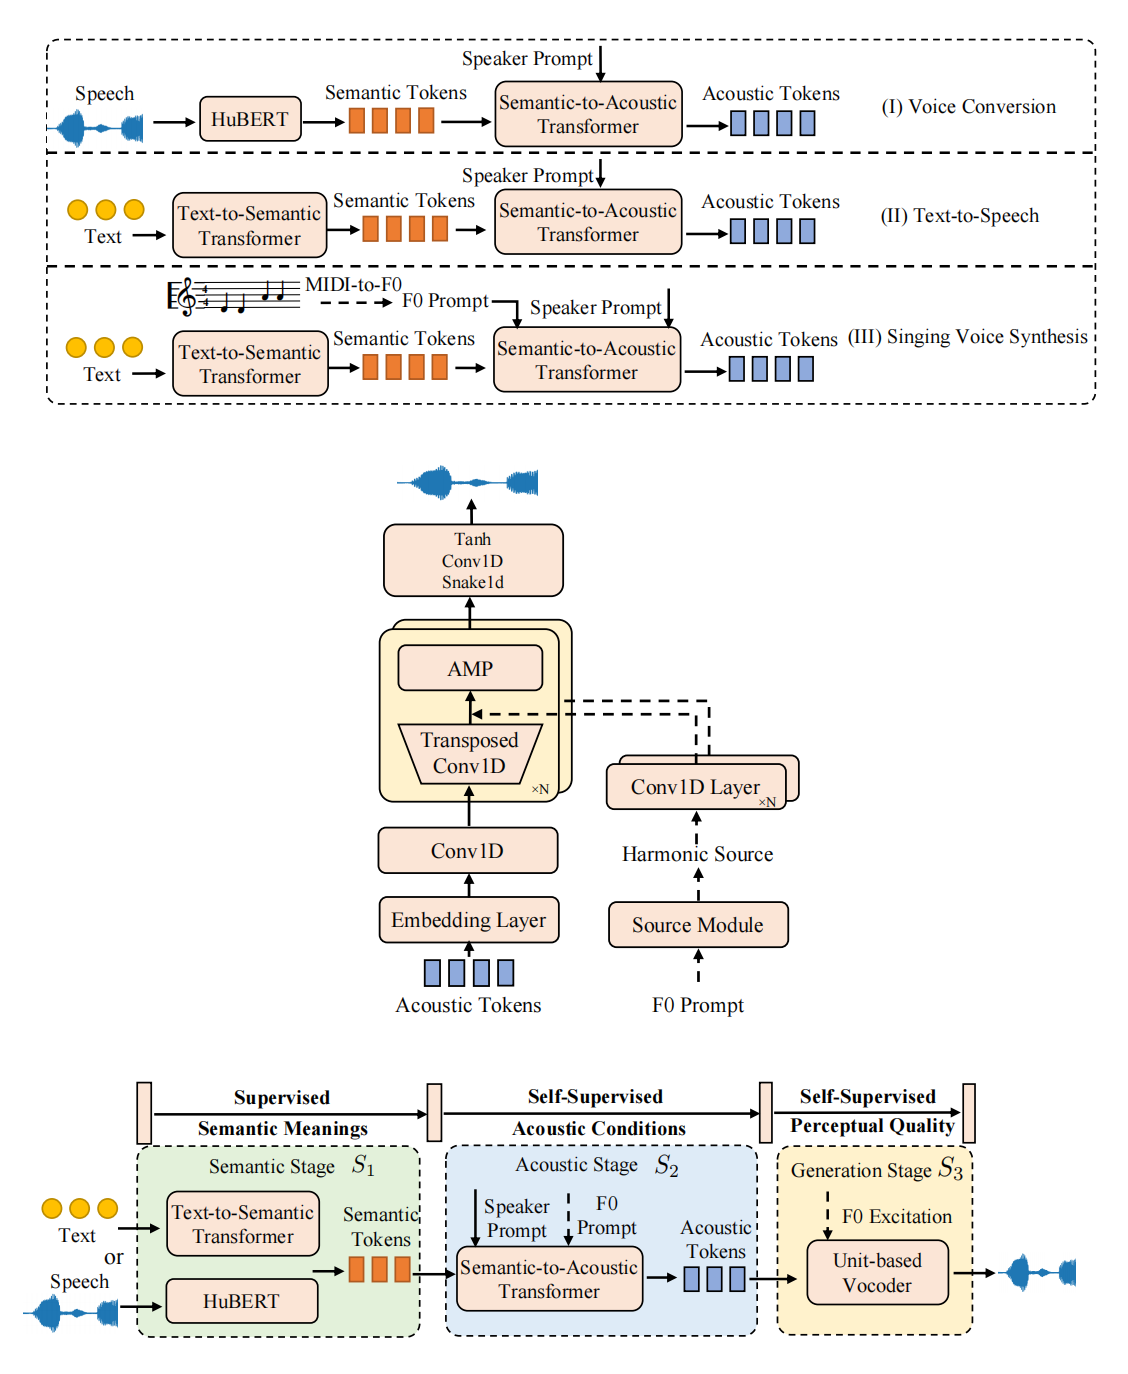 Speaker Prompt
Speech
HuBERT
Semantic Tokens
Semantic-to-Acoustic
Transformer
Acoustic Tokens
(I) Voice Conversion
Speaker Prompt
Text
Text-to-Semantic
Transformer
Semantic Tokens
Semantic-to-Acoustic
Transformer
Acoustic Tokens
(II) Text-to-Speech
MIDI-to-F0
F0 Prompt
Speaker Prompt
Text
Text-to-Semantic
Transformer
Semantic Tokens
Semantic-to-Acoustic
Transformer
Acoustic Tokens
(III) Singing Voice Synthesis
4
4
Tanh
Conv1D
Snake1d
AMP
Transposed
Conv1D
×N
Conv1D Layer
×N
Conv1D
Harmonic Source
Embedding Layer
Source Module
Acoustic Tokens
F0 Prompt
Supervised
Semantic Meanings
Self-Supervised
Acoustic Conditions
Self-Supervised
Perceptual Quality
Semantic Stage S1
Text
or
Speech
Text-to-Semantic
Transformer
HuBERT
Semantic
Tokens
Acoustic Stage S2
Speaker
Prompt
F0
Prompt
Semantic-to-Acoustic
Transformer
Acoustic
Tokens
Generation Stage S3
F0 Excitation
Unit-based
Vocoder